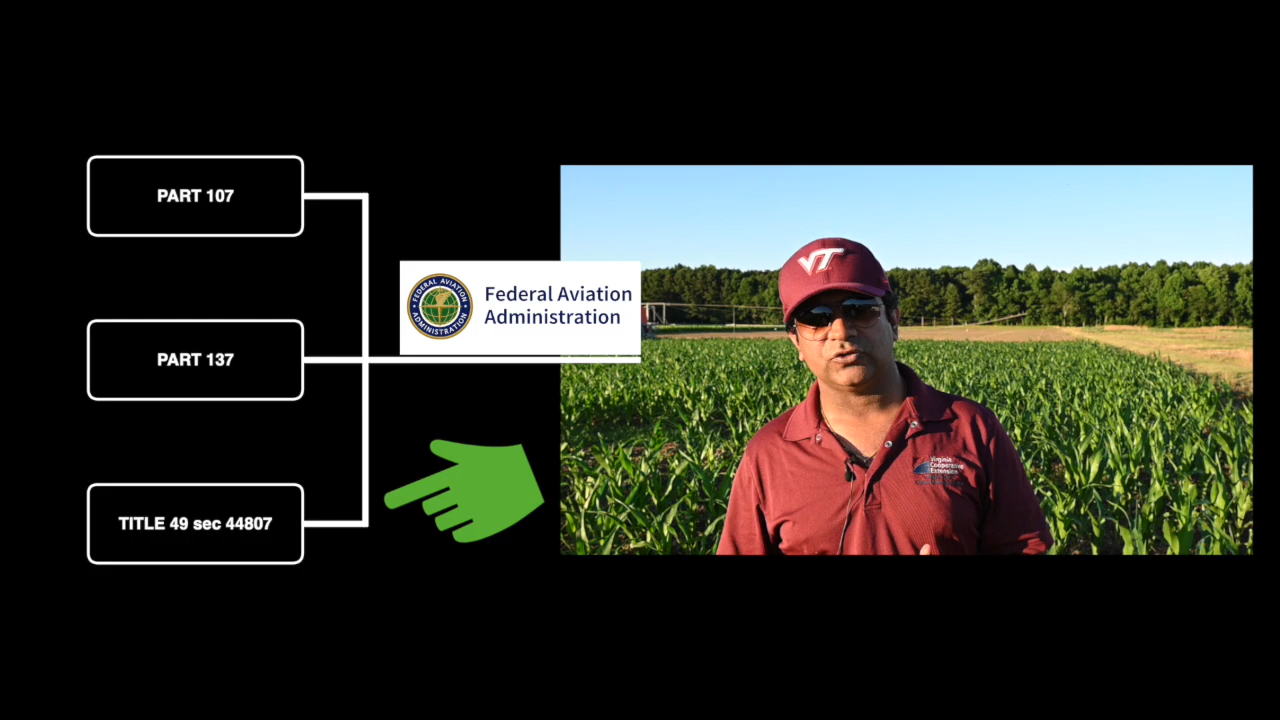 PART 107
FEDERAL AVIATION
ADMINISTRATION
Federal Aviation
Administration
PART 137
TITLE 49 sec 44807
VT
Virginia
Cooperative
Extension